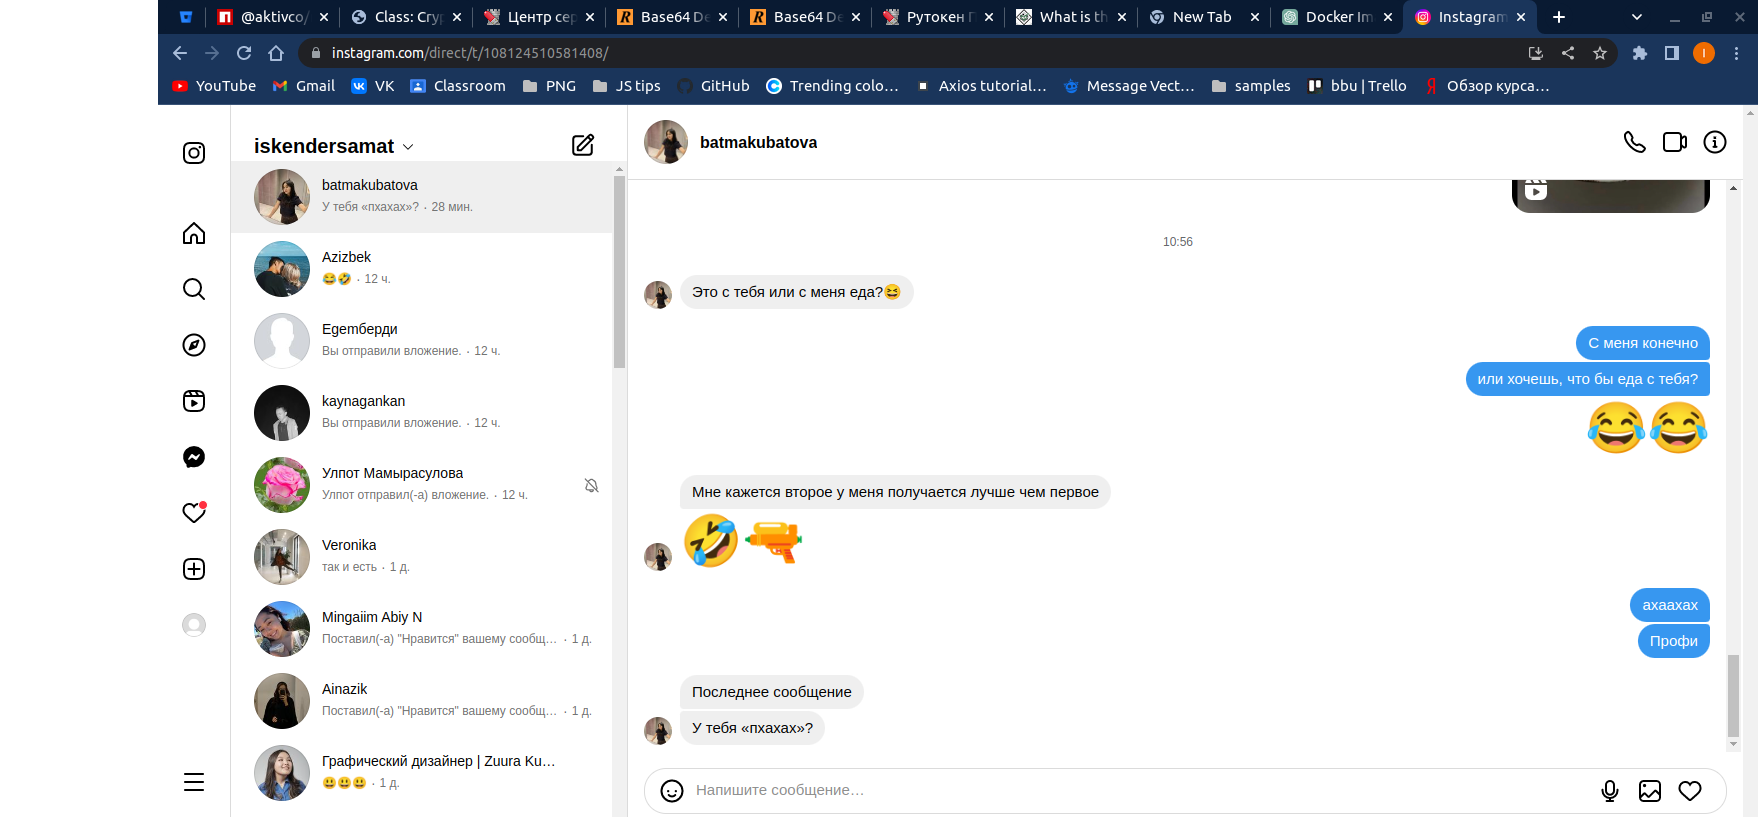 @aktivco/
Class: Cryp
Центр сер
Base64 De
Base64 De
Рутокен П
What is th
New Tab
Docker Im
Instagram
instagram.com/direct/t/108124510581408/
I
YouTube
Gmail
VK
Classroom
PNG
JS tips
GitHub
Trending colo…
Axios tutorial…
Message Vect…
samples
bbu | Trello
Обзор курса…
iskendersamat
batmakubatova
У тебя «пхахах»? · 28 мин.
Azizbek
😂🤣 · 12 ч.
Egemберди
Вы отправили вложение. · 12 ч.
kaynagankan
Вы отправили вложение. · 12 ч.
Улпот Мамырасулова
Улпот отправил(-а) вложение. · 12 ч.
Veronika
так и есть · 1 д.
Mingaiim Abiy N
Поставил(-а) "Нравится" вашему сообщ… · 1 д.
Ainazik
Поставил(-а) "Нравится" вашему сообщ… · 1 д.
Графический дизайнер | Zuura Ku…
😃😃😃 · 1 д.
batmakubatova
10:56
Это с тебя или с меня еда?😆
С меня конечно
или хочешь, что бы еда с тебя?
😂😂
Мне кажется второе у меня получается лучше чем первое
🤣🔫
ахаахах
Профи
Последнее сообщение
У тебя «пхахах»?
Напишите сообщение…